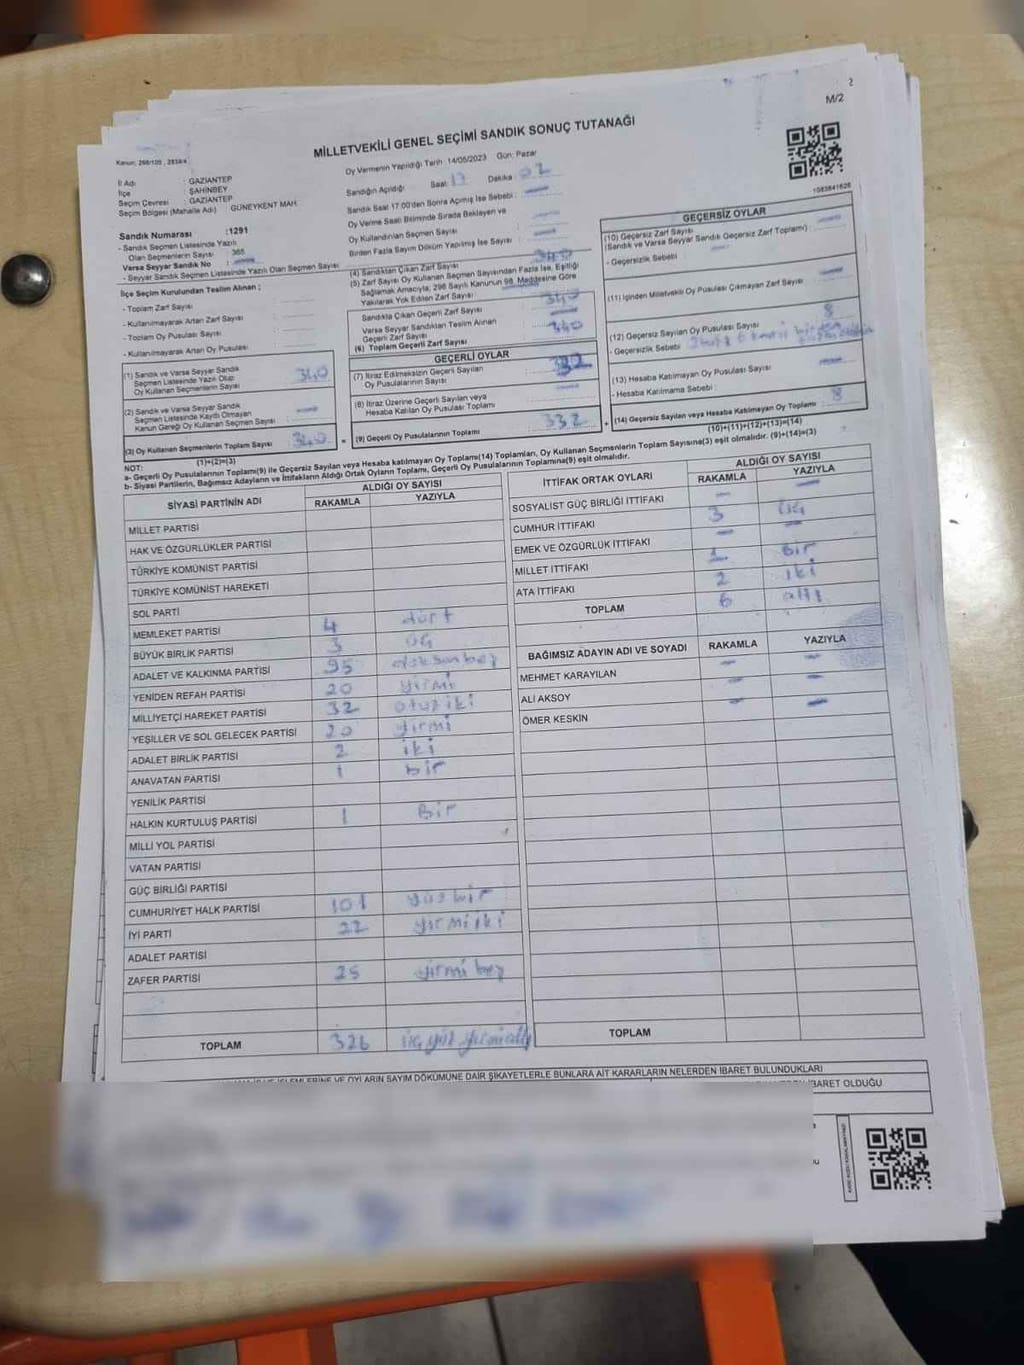 2
M/2
Kanun; 298/105 , 2839/4
MİLLETVEKİLİ GENEL SEÇİMİ SANDIK SONUÇ TUTANAĞI
İl Adı : GAZİANTEP
İlçe : ŞAHİNBEY
Seçim Çevresi : GAZİANTEP
Seçim Bölgesi (Mahalle Adı) GÜNEYKENT MAH.
Sandık Numarası :1291
- Sandık Seçmen Listesinde Yazılı
Olan Seçmenlerin Sayısı : 365
Varsa Seyyar Sandık No :
- Seyyar Sandık Seçmen Listesinde Yazılı Olan Seçmen Sayısı
Oy Vermenin Yapıldığı Tarih :14/05/2023 Gün: Pazar
Sandığın Açıldığı Saat: 17 Dakika: 02
Sandık Saat 17.00'den Sonra Açılmış İse Sebebi :
Oy Verme Saati Bitiminde Sırada Bekleyen ve
Oy Kullandırılan Seçmen Sayısı
Birden Fazla Sayım Döküm Yapılmış İse Sayısı
1083841626
İlçe Seçim Kurulundan Teslim Alınan ;
- Toplam Zarf Sayısı
- Kullanılmayarak Artan Zarf Sayısı
- Toplam Oy Pusulası Sayısı
- Kullanılmayarak Artan Oy Pusulası
(1) Sandık ve Varsa Seyyar Sandık
Seçmen Listesinde Yazılı Olup
Oy Kullanan Seçmenlerin Sayısı 340
(2) Sandık ve Varsa Seyyar Sandık
Seçmen Listesinde Kaydı Olmayan
Kanun Gereği Oy Kullanan Seçmenlerin Sayısı
(3) Oy Kullanan Seçmenlerin Toplam Sayısı 340
(1)+(2)=(3)
(4) Sandıktan Çıkan Zarf Sayısı 340
(5) Zarf Sayısı Oy Kullanan Seçmen Sayısından Fazla İse, Eşitliği
Sağlamak Amacıyla; 298 Sayılı Kanunun 98. Maddesine Göre
Yakılarak Yok Edilen Zarf Sayısı :
Sandıkta Çıkan Geçerli Zarf Sayısı 340
Varsa Seyyar Sandıktan Teslim Alınan
Geçerli Zarf Sayısı
(6) Toplam Geçerli Zarf Sayısı 340
GEÇERLİ OYLAR
(7) İtiraz Edilmeksizin Geçerli Sayılan
Oy Pusulalarının Sayısı 332
(8) İtiraz Üzerine Geçerli Sayılan veya
Hesaba Katılan Oy Pusulası Toplamı
(9) Geçerli Oy Pusulalarının Toplamı 332
GEÇERSİZ OYLAR
(10) Geçersiz Zarf Sayısı
(Sandık ve Varsa Seyyar Sandık Geçersiz Zarf Toplamı) :
- Geçersizlik Sebebi
(11) İçinden Milletvekili Oy Pusulası Çıkmayan Zarf Sayısı
(12) Geçersiz Sayılan Oy Pusulası Sayısı 8
- Geçersizlik Sebebi
(13) Hesaba Katılmayan Oy Pusulası Sayısı
- Hesaba Katılmama Sebebi :
(14) Geçersiz Sayılan veya Hesaba Katılmayan Oy Toplamı 8
(10)+(11)+(12)+(13)=(14)
NOT:
a- Geçerli Oy Pusulalarının Toplamı(9) ile Geçersiz Sayılan veya Hesaba katılmayan Oy Toplamı(14) Toplamları, Oy Kullanan Seçmenlerin Toplam Sayısına(3) eşit olmalıdır. (9)+(14)=(3)
b- Siyasi Partilerin, Bağımsız Adayların ve İttifakların Aldığı Ortak Oyların Toplamı, Geçerli Oy Pusulalarının Toplamına(9) eşit olmalıdır.
SİYASİ PARTİNİN ADI
ALDIĞI OY SAYISI
RAKAMLA YAZIYLA
MİLLET PARTİSİ
HAK VE ÖZGÜRLÜKLER PARTİSİ
TÜRKİYE KOMÜNİST PARTİSİ
TÜRKİYE KOMÜNİST HAREKETİ
SOL PARTİ
MEMLEKET PARTİSİ 4 dört
BÜYÜK BİRLİK PARTİSİ 3 üç
ADALET VE KALKINMA PARTİSİ 95 doksan beş
YENİDEN REFAH PARTİSİ 20 yirmi
MİLLİYETÇİ HAREKET PARTİSİ 32 otuz iki
YEŞİLLER VE SOL GELECEK PARTİSİ 20 yirmi
ADALET BİRLİK PARTİSİ 2 iki
ANAVATAN PARTİSİ 1 bir
YENİLİK PARTİSİ
HALKIN KURTULUŞ PARTİSİ 1 Bir
MİLLİ YOL PARTİSİ
VATAN PARTİSİ
GÜÇ BİRLİĞİ PARTİSİ
CUMHURİYET HALK PARTİSİ 101 yüz bir
İYİ PARTİ 22 yirmi iki
ADALET PARTİSİ
ZAFER PARTİSİ 25 yirmi beş
TOPLAM 326 üç yüz yirmi altı
İTTİFAK ORTAK OYLARI
ALDIĞI OY SAYISI
RAKAMLA YAZIYLA
SOSYALİST GÜÇ BİRLİĞİ İTTİFAKI - -
CUMHUR İTTİFAKI 3 üç
EMEK VE ÖZGÜRLÜK İTTİFAKI - -
MİLLET İTTİFAKI 1 Bir
ATA İTTİFAKI 2 iki
TOPLAM 6 altı
BAĞIMSIZ ADAYIN ADI VE SOYADI RAKAMLA YAZIYLA
MEHMET KARAYILAN - -
ALİ AKSOY - -
ÖMER KESKİN - -
TOPLAM
VE İŞLEMLERİNE VE OYLARIN SAYIM DÖKÜMÜNE DAİR ŞİKAYETLERLE BUNLARA AİT KARARLARIN NELERDEN İBARET BULUNDUKLARI
İBARET OLDUĞU